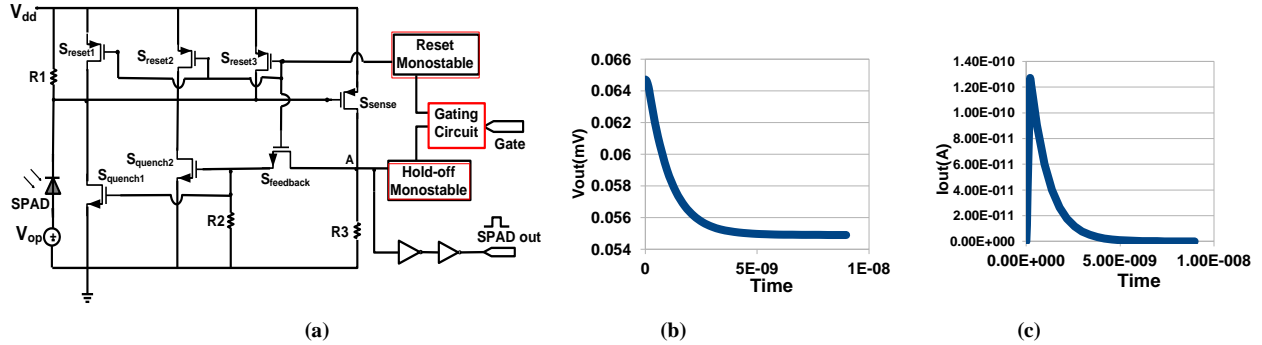 Vdd
Sreset1
Sreset2
Sreset3
Reset
Monostable
R1
Ssense
Gating
Circuit
Gate
Squench2
A
Hold-off
Monostable
Sfeedback
Squench1
SPAD
Vop
R2
R3
SPAD out
(a)
0.066
0.064
0.062
0.06
0.058
0.056
0.054
Vout(mV)
0
5E-09
1E-08
Time
(b)
1.40E-010
1.20E-010
1.00E-010
8.00E-011
6.00E-011
4.00E-011
2.00E-011
0.00E+000
Iout(A)
0.00E+000
5.00E-009
1.00E-008
Time
(c)